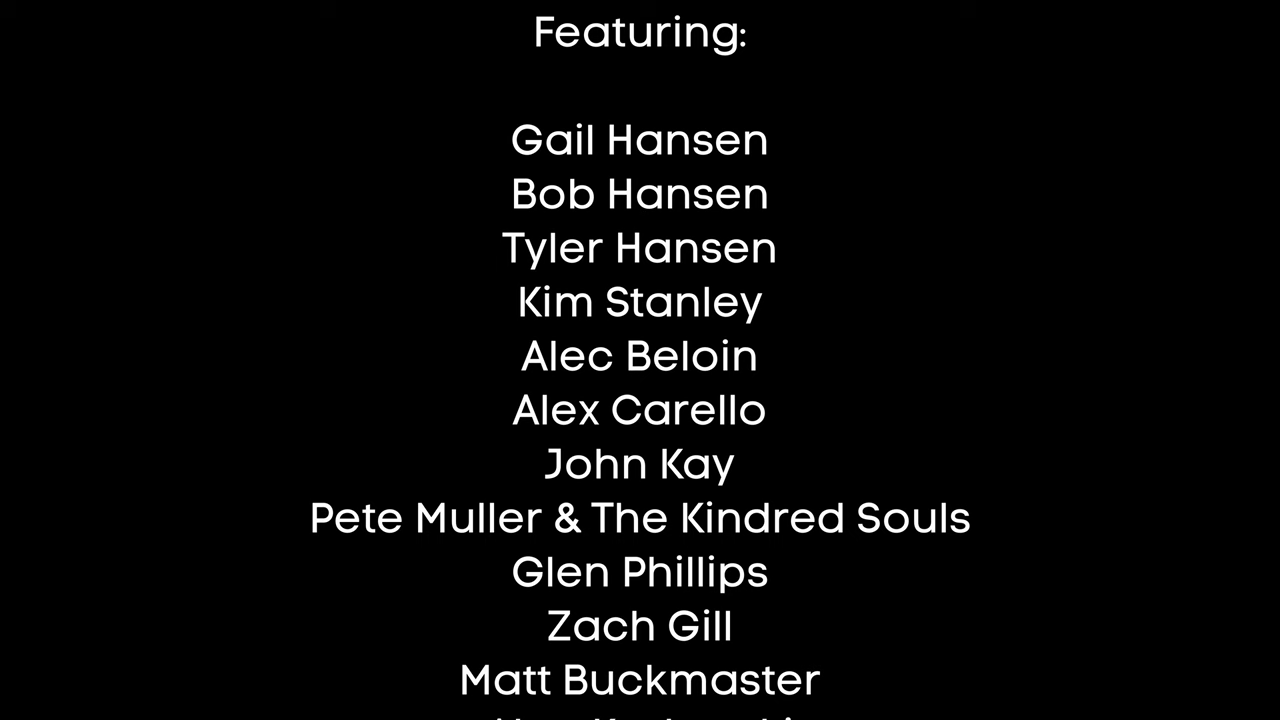 Featuring:
Gail Hansen
Bob Hansen
Tyler Hansen
Kim Stanley
Alec Beloin
Alex Carello
John Kay
Pete Muller & The Kindred Souls
Glen Phillips
Zach Gill
Matt Buckmaster